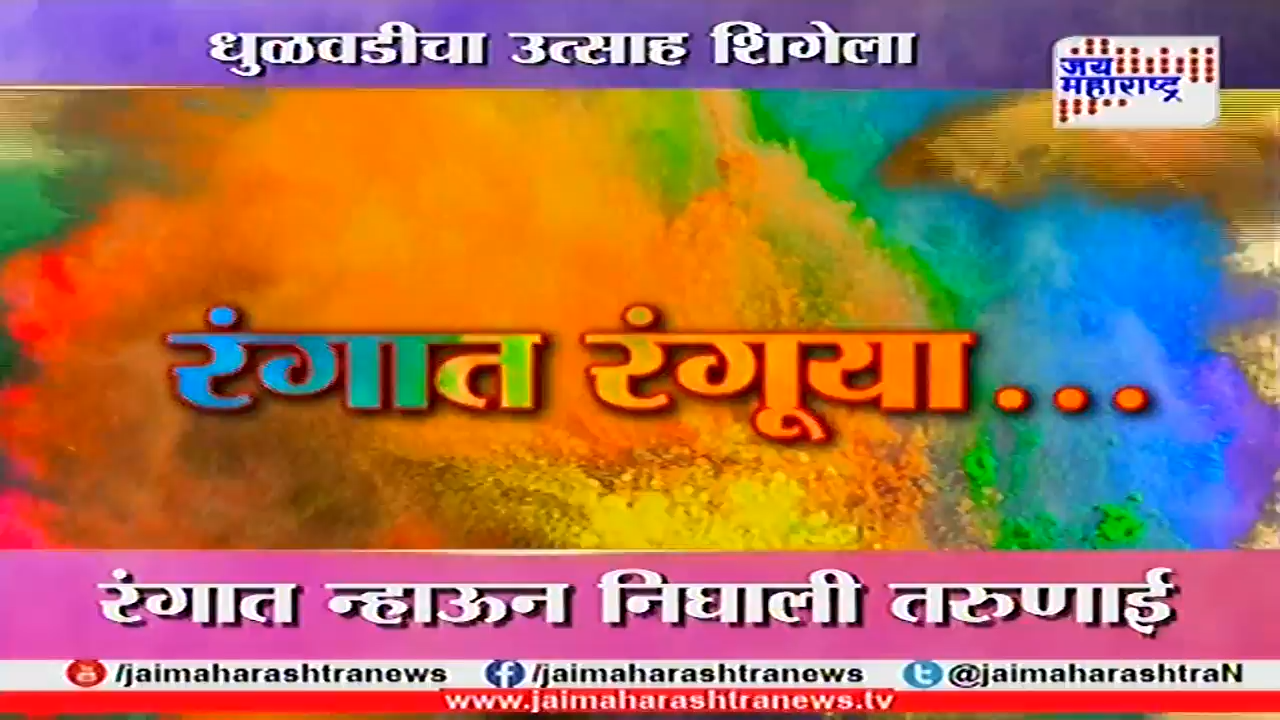 धुळवडीचा उत्साह शिगेला
जय
महाराष्ट्र
रंगात रंगूया...
रंगात न्हाऊन निघाली तरुणाई
/jaimaharashtranews /jaimaharashtranews @jaimaharashtraN
www.jaimaharashtranews.tv